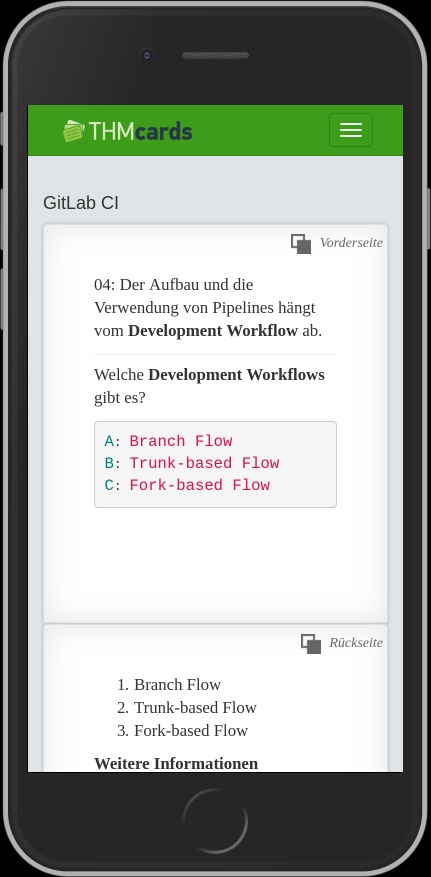 THMcards
GitLab CI
Vorderseite
04: Der Aufbau und die
Verwendung von Pipelines hängt
vom Development Workflow ab.
Welche Development Workflows
gibt es?
A: Branch Flow
B: Trunk-based Flow
C: Fork-based Flow
Rückseite
1. Branch Flow
2. Trunk-based Flow
3. Fork-based Flow
Weitere Informationen